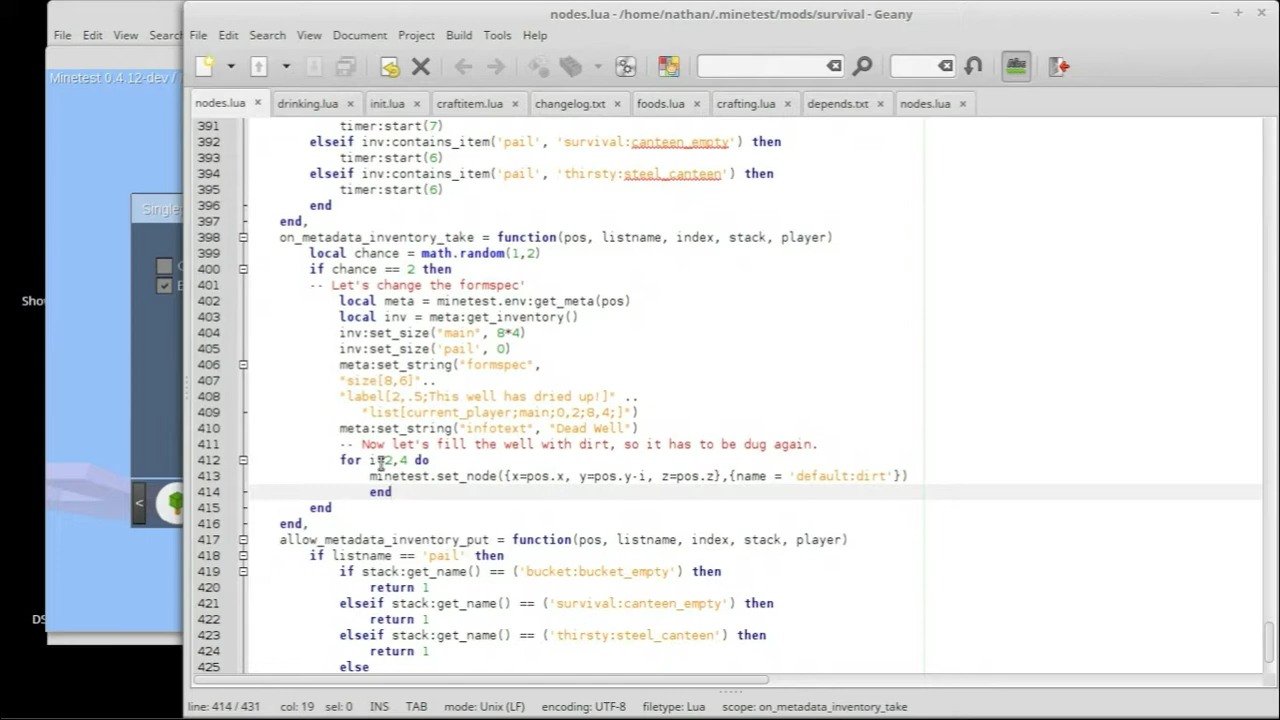 nodes.lua - /home/nathan/.minetest/mods/survival - Geany
File Edit View Search
File Edit Search View Document Project Build Tools Help
Minetest 0.4.12-dev /
nodes.lua drinking.lua init.lua craftitem.lua changelog.txt foods.lua crafting.lua depends.txt nodes.lua
391 timer:start(7)
392 elseif inv:contains_item('pail', 'survival:canteen_empty') then
393 timer:start(6)
394 elseif inv:contains_item('pail', 'thirsty:steel_canteen') then
395 timer:start(6)
396 end
397 end,
398 on_metadata_inventory_take = function(pos, listname, index, stack, player)
399 local chance = math.random(1,2)
400 if chance == 2 then
401 -- Let's change the formspec'
402 local meta = minetest.env:get_meta(pos)
403 local inv = meta:get_inventory()
404 inv:set_size("main", 8*4)
405 inv:set_size('pail', 0)
406 meta:set_string("formspec",
407 "size[8,6]"..
408 "label[2,.5;This well has dried up!]" ..
409 "list[current_player;main;0,2;8,4;]")
410 meta:set_string("infotext", "Dead Well")
411 -- Now let's fill the well with dirt, so it has to be dug again.
412 for i=2,4 do
413 minetest.set_node({x=pos.x, y=pos.y-i, z=pos.z},{name = 'default:dirt'})
414 end
415 end
416 end,
417 allow_metadata_inventory_put = function(pos, listname, index, stack, player)
418 if listname == 'pail' then
419 if stack:get_name() == ('bucket:bucket_empty') then
420 return 1
421 elseif stack:get_name() == ('survival:canteen_empty') then
422 return 1
423 elseif stack:get_name() == ('thirsty:steel_canteen') then
424 return 1
425 else
Single
Sho
DS
<
line: 414 / 431 col: 19 sel: 0 INS TAB mode: Unix (LF) encoding: UTF-8 filetype: Lua scope: on_metadata_inventory_take